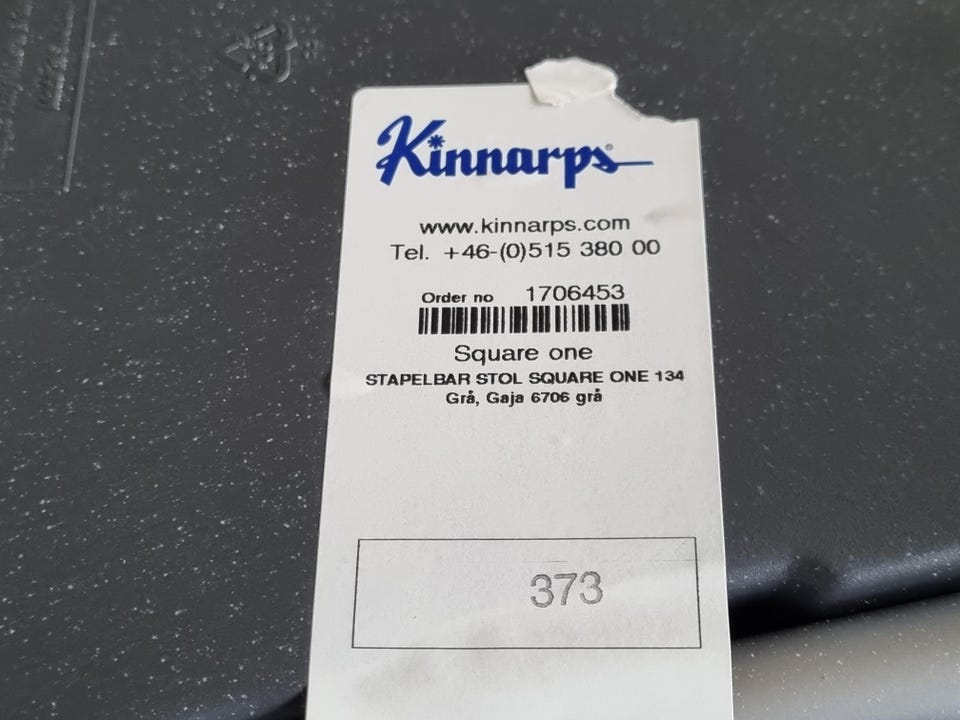 Kinnarps®
www.kinnarps.com
Tel. +46-(0)515 380 00
Order no 1706453
Square one
STAPELBAR STOL SQUARE ONE 134
Grå, Gaja 6706 grå
373